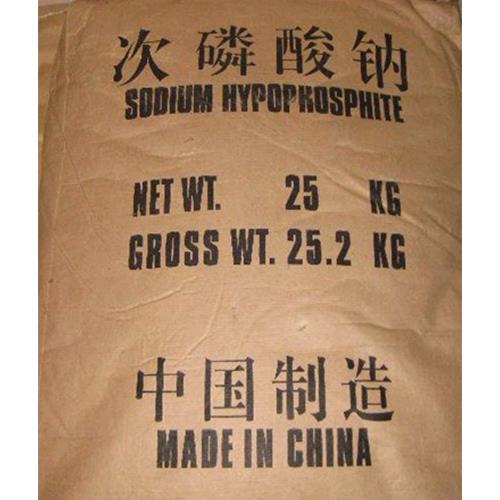 次磷酸钠
SODIUM HYPOPKOSPHITE
NET WT. 25 KG
GROSS WT. 25.2 KG
中国制造
MADE IN CHINA